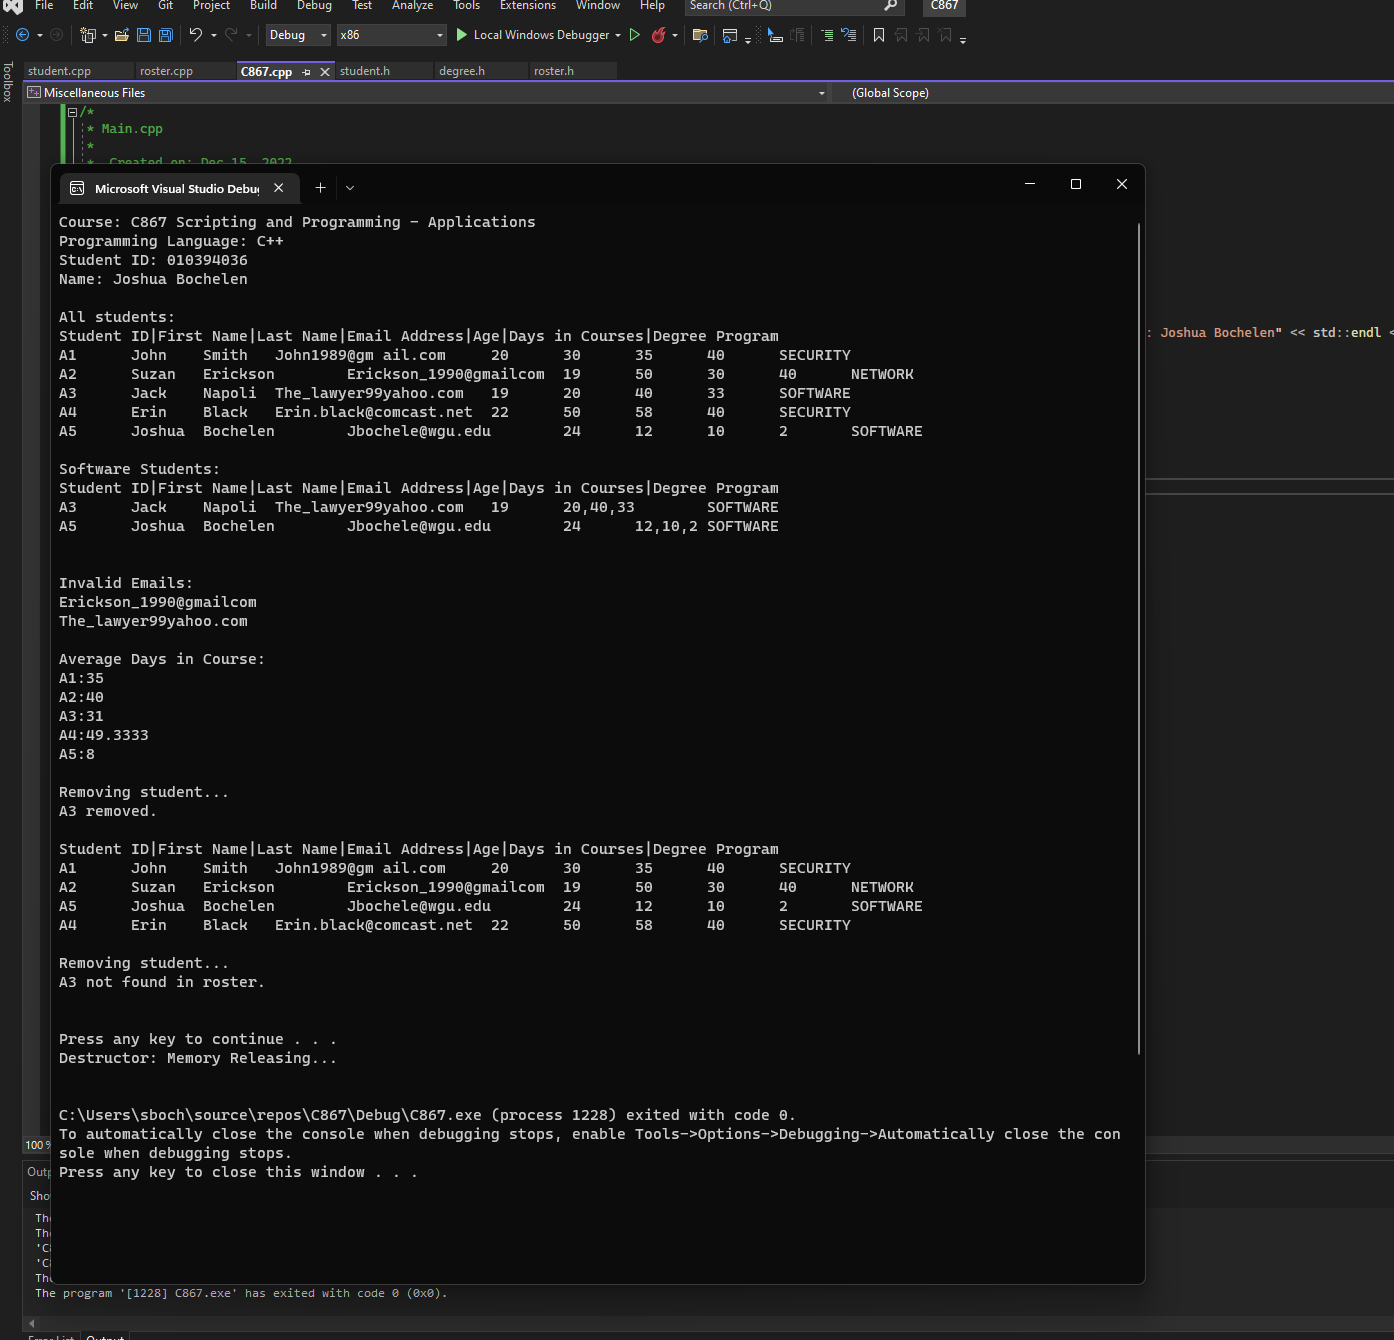 File Edit View Git Project Build Debug Test Analyze Tools Extensions Window Help Search (Ctrl+Q) C867
Debug x86 Local Windows Debugger
Toolbox
student.cpp roster.cpp C867.cpp student.h degree.h roster.h
Miscellaneous Files (Global Scope)
/*
* Main.cpp
*
* Created on: Dec 15, 2022
: Joshua Bochelen" << std::endl <
Microsoft Visual Studio Debug
Course: C867 Scripting and Programming - Applications
Programming Language: C++
Student ID: 010394036
Name: Joshua Bochelen
All students:
Student ID|First Name|Last Name|Email Address|Age|Days in Courses|Degree Program
A1 John Smith John1989@gm ail.com 20 30 35 40 SECURITY
A2 Suzan Erickson Erickson_1990@gmailcom 19 50 30 40 NETWORK
A3 Jack Napoli The_lawyer99yahoo.com 19 20 40 33 SOFTWARE
A4 Erin Black Erin.black@comcast.net 22 50 58 40 SECURITY
A5 Joshua Bochelen Jbochele@wgu.edu 24 12 10 2 SOFTWARE
Software Students:
Student ID|First Name|Last Name|Email Address|Age|Days in Courses|Degree Program
A3 Jack Napoli The_lawyer99yahoo.com 19 20,40,33 SOFTWARE
A5 Joshua Bochelen Jbochele@wgu.edu 24 12,10,2 SOFTWARE
Invalid Emails:
Erickson_1990@gmailcom
The_lawyer99yahoo.com
Average Days in Course:
A1:35
A2:40
A3:31
A4:49.3333
A5:8
Removing student...
A3 removed.
Student ID|First Name|Last Name|Email Address|Age|Days in Courses|Degree Program
A1 John Smith John1989@gm ail.com 20 30 35 40 SECURITY
A2 Suzan Erickson Erickson_1990@gmailcom 19 50 30 40 NETWORK
A5 Joshua Bochelen Jbochele@wgu.edu 24 12 10 2 SOFTWARE
A4 Erin Black Erin.black@comcast.net 22 50 58 40 SECURITY
Removing student...
A3 not found in roster.
Press any key to continue . . .
Destructor: Memory Releasing...
C:\Users\sboch\source\repos\C867\Debug\C867.exe (process 1228) exited with code 0.
To automatically close the console when debugging stops, enable Tools->Options->Debugging->Automatically close the con
sole when debugging stops.
Press any key to close this window . . .
100 %
Outp
Sho
The
The
'C8
'C8
The
The program '[1228] C867.exe' has exited with code 0 (0x0).
Error List Output